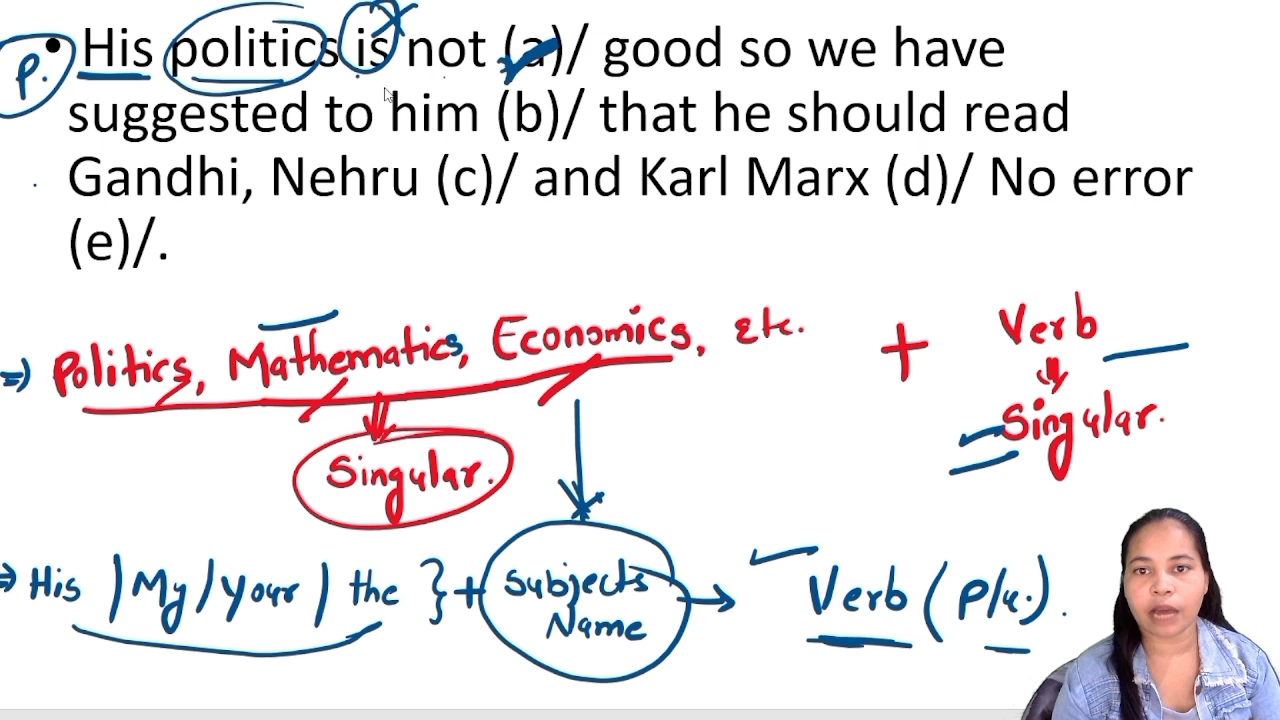 P.
• His politics is not (a)/ good so we have
suggested to him (b)/ that he should read
Gandhi, Nehru (c)/ and Karl Marx (d)/ No error
(e)/.
⇒) Politics, Mathematics, Economics, Etc. + Verb
⇓ Singular.
⇓ Singular.
⇒ His / My / Your / the } + Subjects Name → Verb (Plu.).